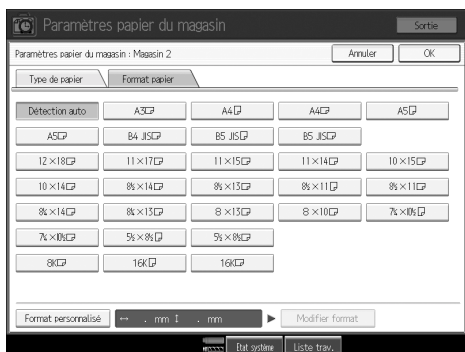 Paramètres papier du magasin
Sortie
Paramètres papier du magasin : Magasin 2
Annuler
OK
Type de papier
Format papier
Détection auto
A3
A4
A4
A5
A5
B4 JIS
B5 JIS
B5 JIS
12×18
11×17
11×15
11×14
10×15
10×14
8½×14
8½×13
8½×11
8½×11
8¼×14
8¼×13
8×13
8×10
7¼×10½
7¼×10½
5½×8½
5½×8½
8K
16K
16K
Format personnalisé
↔ . mm ↕ . mm
Modifier format
Etat système
Liste trav.